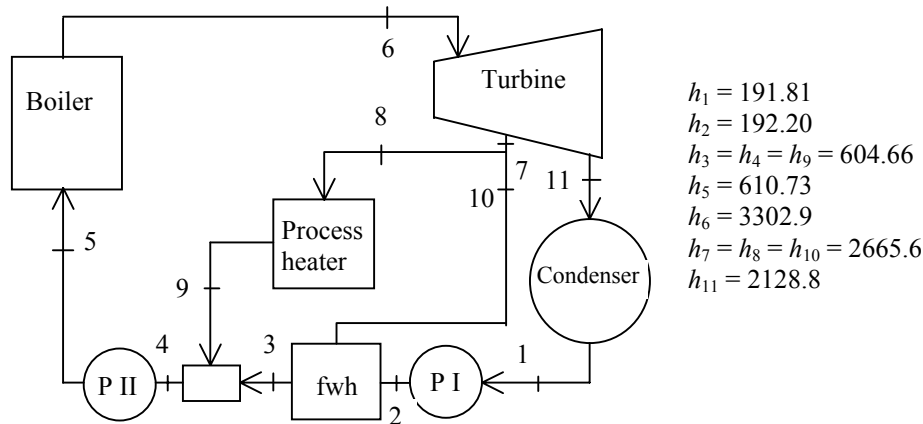 6
Boiler
Turbine
8
7
10
11
5
Process
heater
Condenser
9
4
3
1
P II
fwh
P I
2
h₁ = 191.81
h₂ = 192.20
h₃ = h₄ = h₉ = 604.66
h₅ = 610.73
h₆ = 3302.9
h₇ = h₈ = h₁₀ = 2665.6
h₁₁ = 2128.8